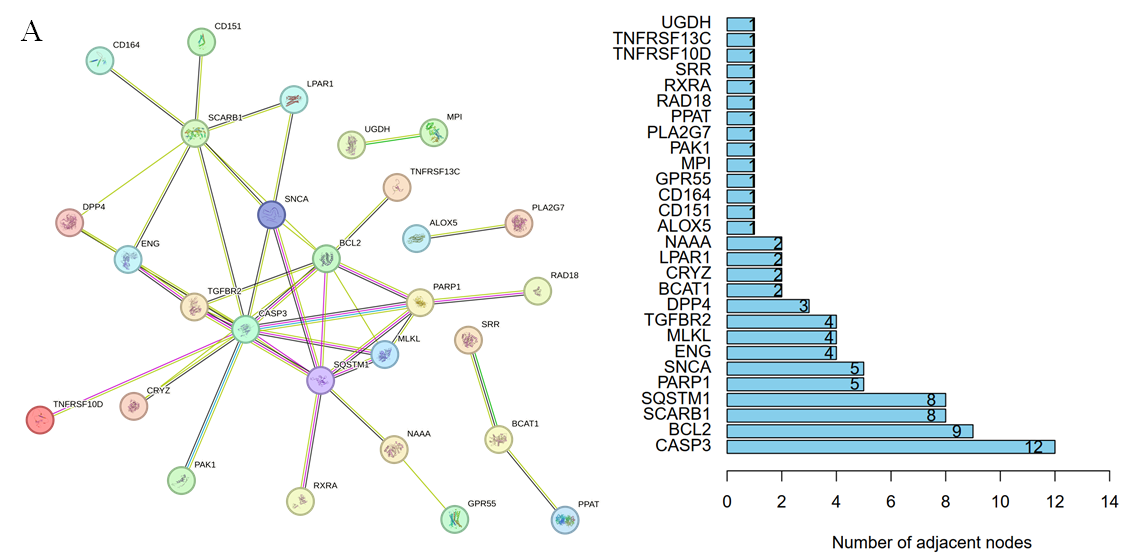 A
CD151
CD164
LPAR1
SCARB1
UGDH
MPI
TNFRSF13C
SNCA
DPP4
PLA2G7
ALOX5
ENG
BCL2
RAD18
TGFBR2
PARP1
CASP3
SRR
MLKL
SQSTM1
CRYZ
TNFRSF10D
BCAT1
NAAA
PAK1
RXRA
GPR55
PPAT
UGDH 1
TNFRSF13C 1
TNFRSF10D 1
SRR 1
RXRA 1
RAD18 1
PPAT 1
PLA2G7 1
PAK1 1
MPI 1
GPR55 1
CD164 1
CD151 1
ALOX5 1
NAAA 2
LPAR1 2
CRYZ 2
BCAT1 2
DPP4 3
TGFBR2 4
MLKL 4
ENG 4
SNCA 5
PARP1 5
SQSTM1 8
SCARB1 8
BCL2 9
CASP3 12
0 2 4 6 8 10 12 14
Number of adjacent nodes